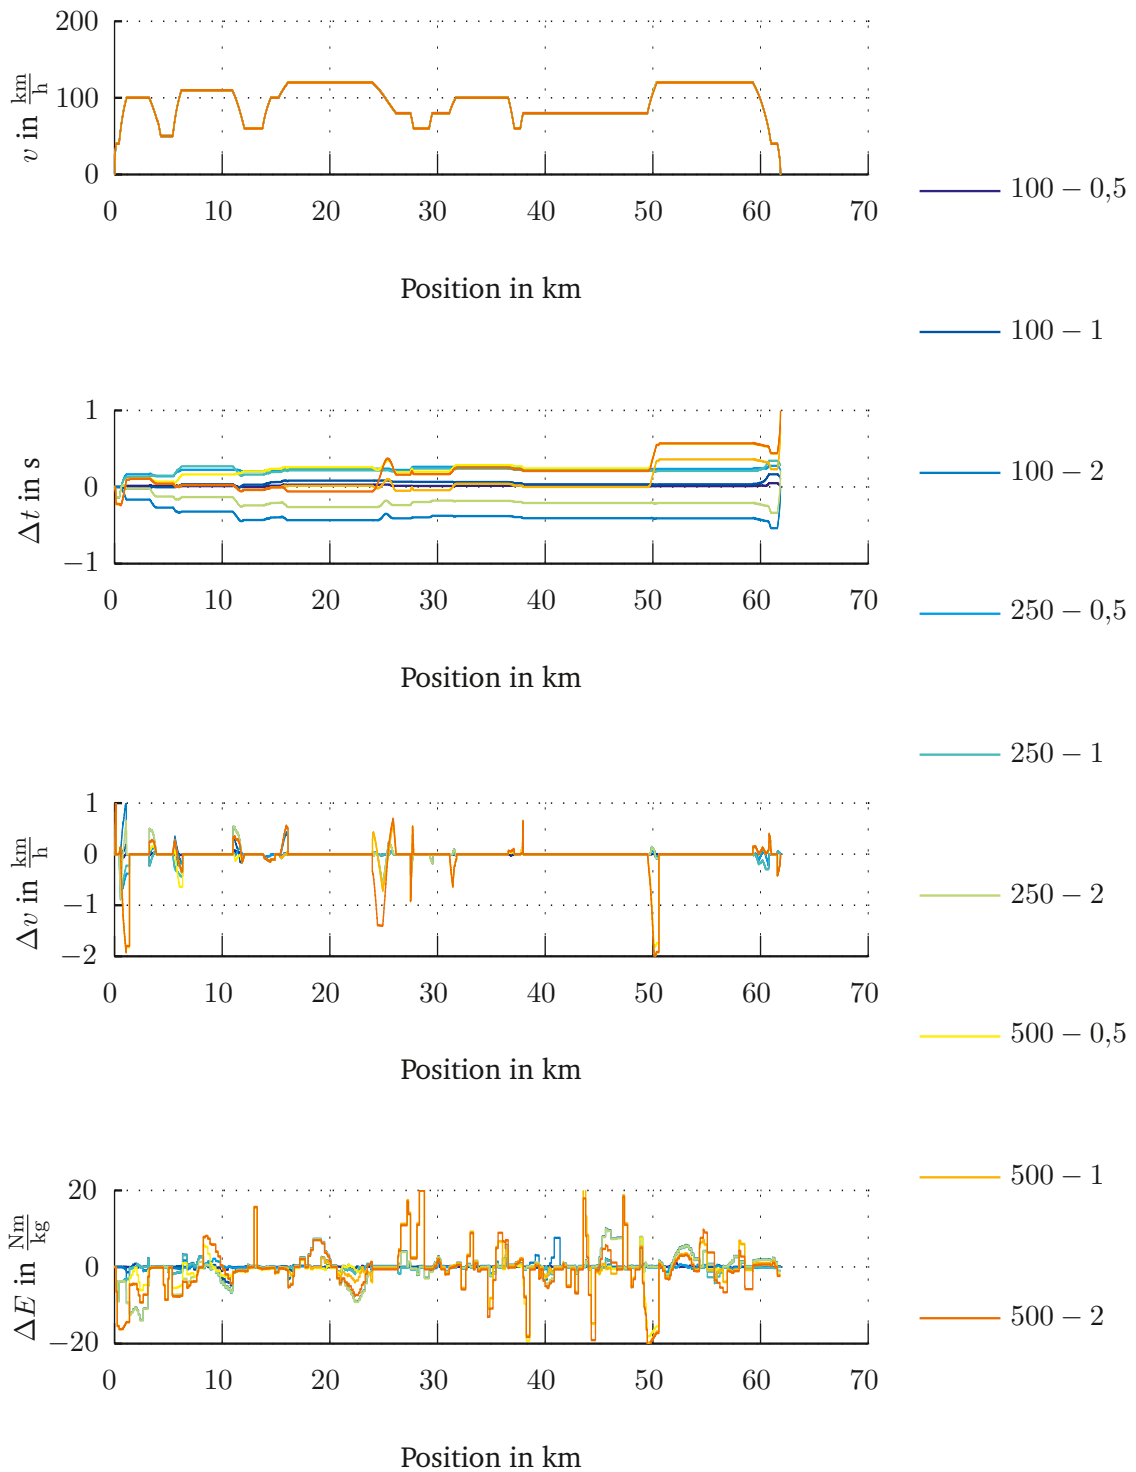 200
100
0
v in km/h
0 10 20 30 40 50 60 70
Position in km
1
0
−1
Δt in s
0 10 20 30 40 50 60 70
Position in km
1
0
−1
−2
Δv in km/h
0 10 20 30 40 50 60 70
Position in km
20
0
−20
ΔE in Nm/kg
0 10 20 30 40 50 60 70
Position in km
100 − 0,5
100 − 1
100 − 2
250 − 0,5
250 − 1
250 − 2
500 − 0,5
500 − 1
500 − 2